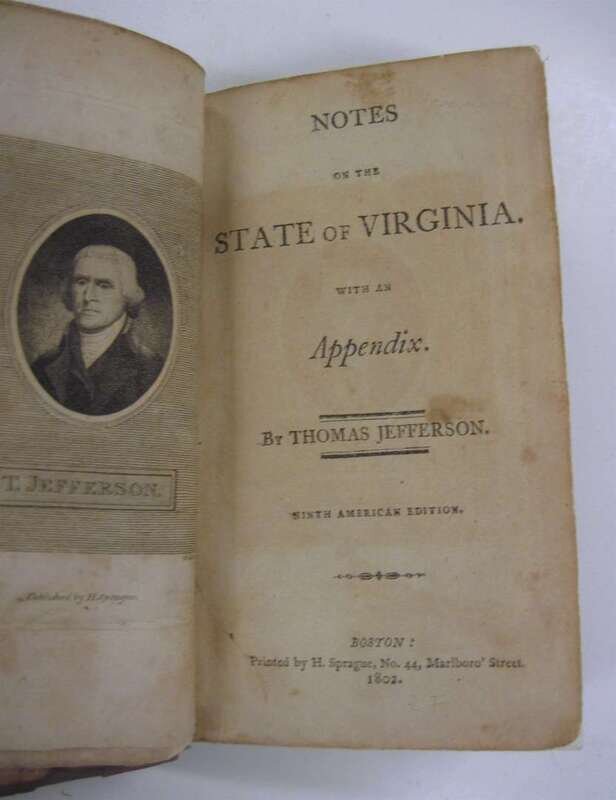 T. JEFFERSON.
Published by H. Sprague.
NOTES
ON THE
STATE OF VIRGINIA.
WITH AN
Appendix.
BY THOMAS JEFFERSON.
NINTH AMERICAN EDITION.
BOSTON:
Printed by H. Sprague, No. 44, Marlboro' Street.
1802.